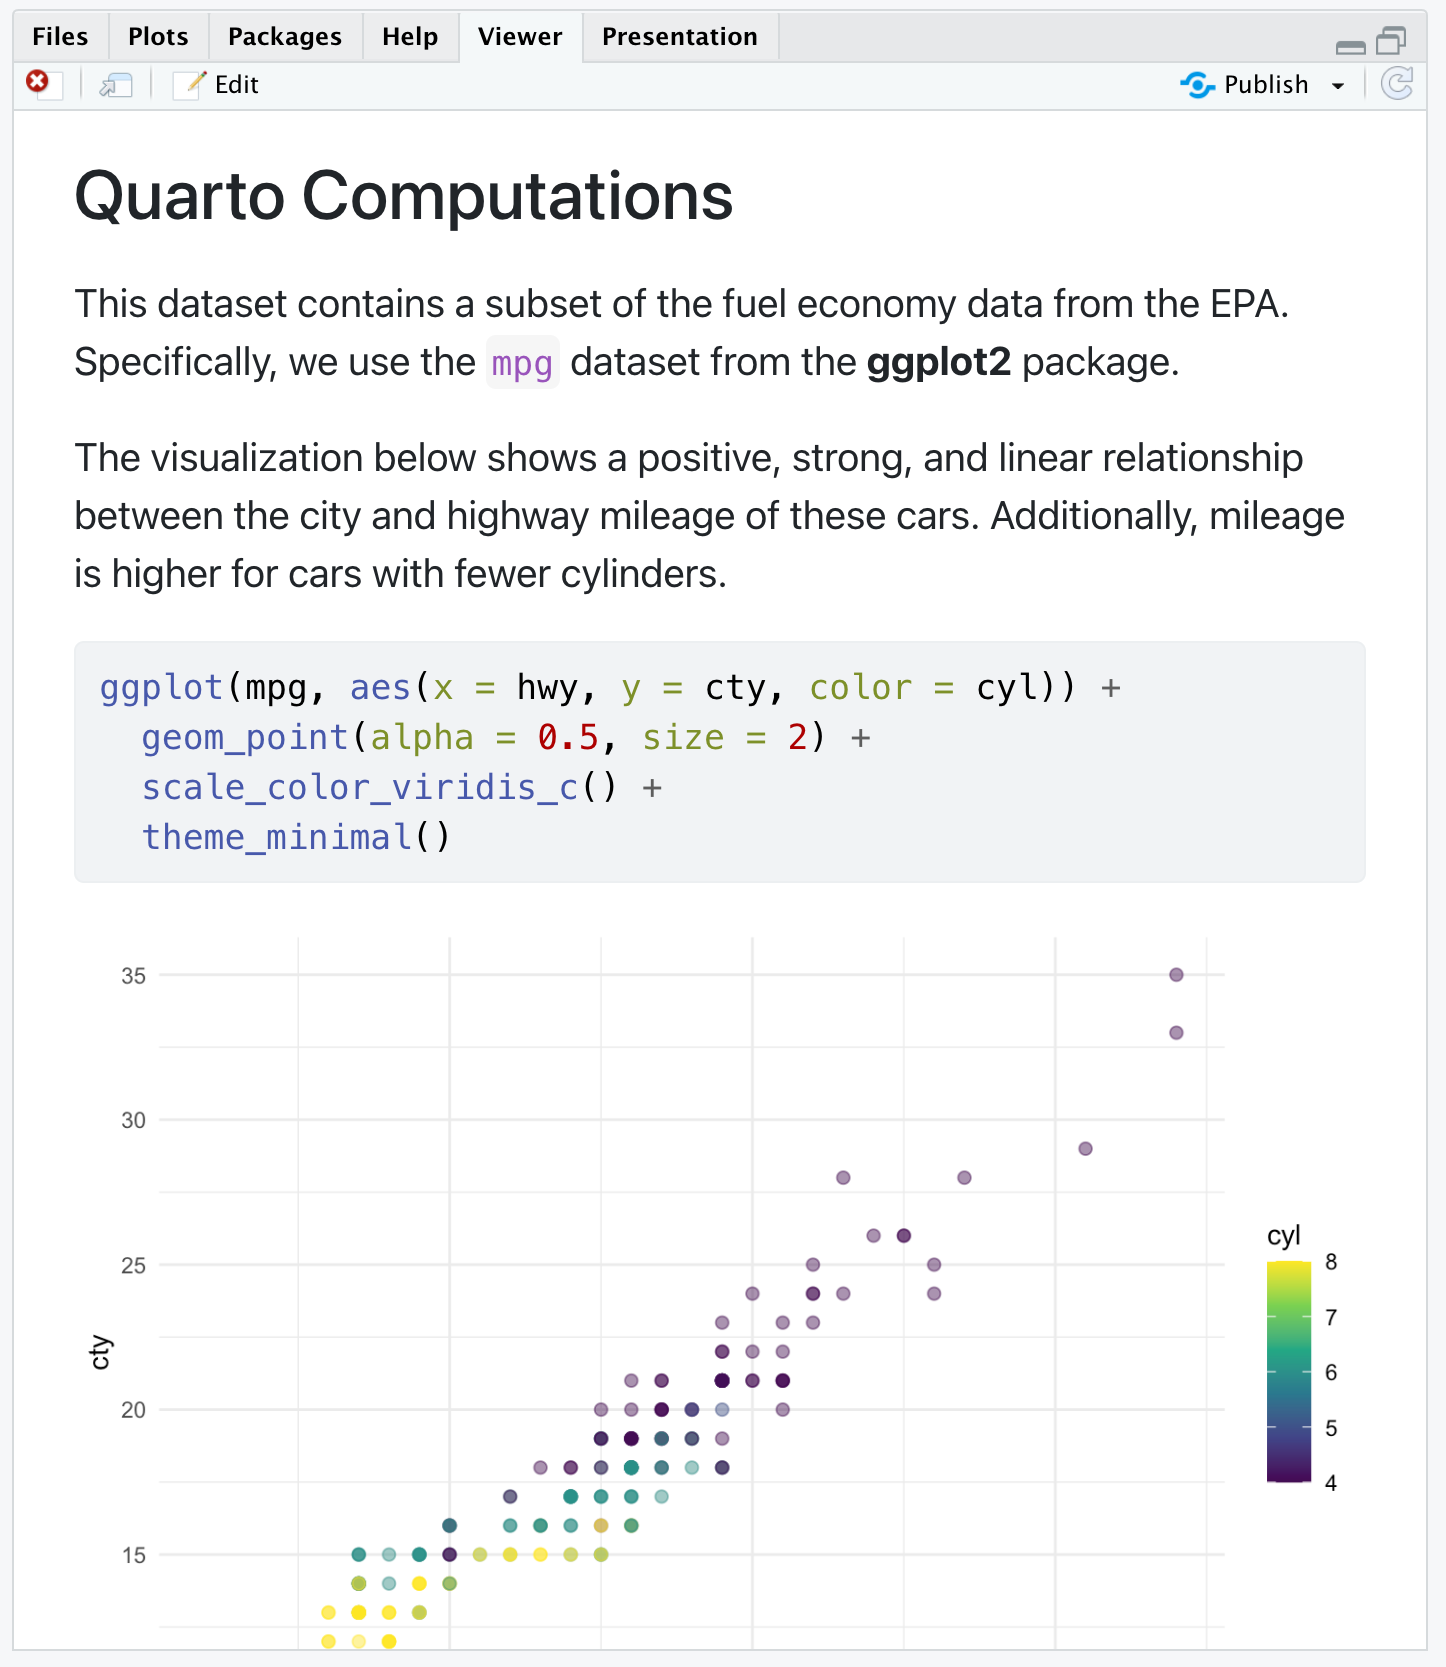 Files Plots Packages Help Viewer Presentation
Edit Publish
Quarto Computations
This dataset contains a subset of the fuel economy data from the EPA.
Specifically, we use the mpg dataset from the ggplot2 package.
The visualization below shows a positive, strong, and linear relationship
between the city and highway mileage of these cars. Additionally, mileage
is higher for cars with fewer cylinders.
ggplot(mpg, aes(x = hwy, y = cty, color = cyl)) +
  geom_point(alpha = 0.5, size = 2) +
  scale_color_viridis_c() +
  theme_minimal()
35
30
25
20
15
cty
cyl
8
7
6
5
4